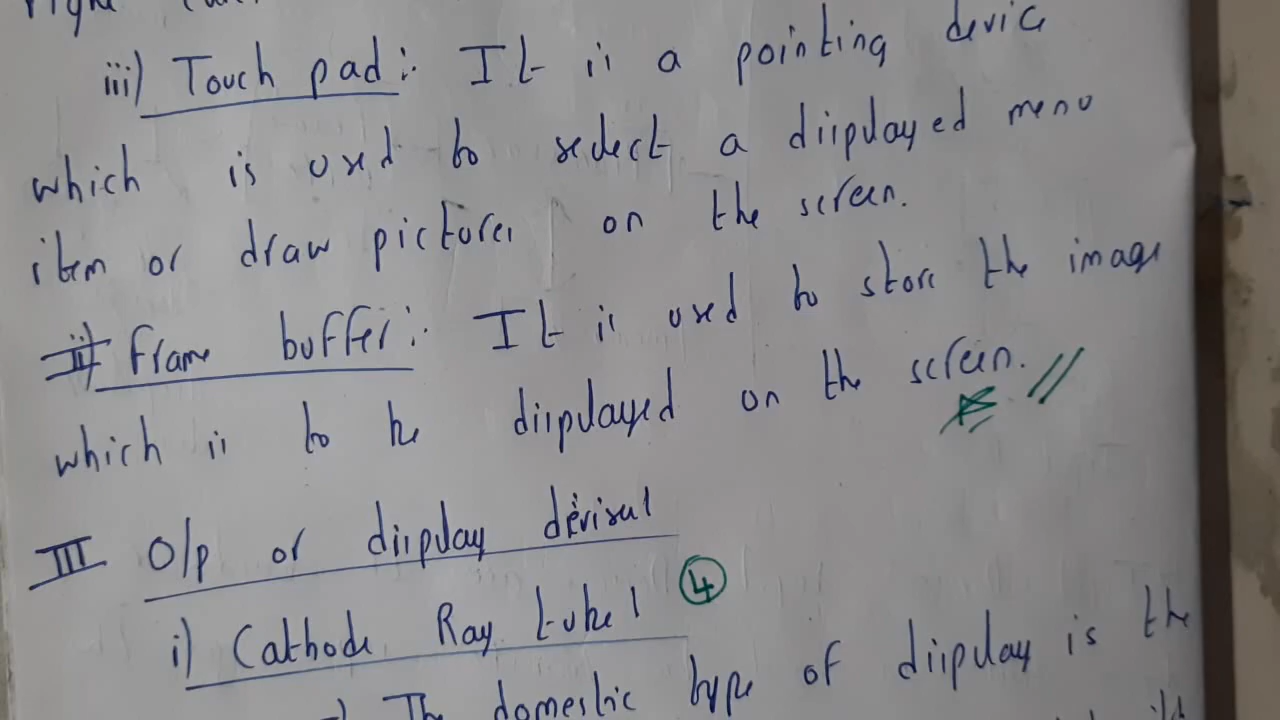 iii) Touch pad :- It is a pointing device
which is used to select a displayed menu
item or draw pictures on the screen.
II) frame buffer :- It is used to store the image
which is to be displayed on the screen. //
III O/p or display
i) Cathode Ray tubes ④
The domestic type of display is the